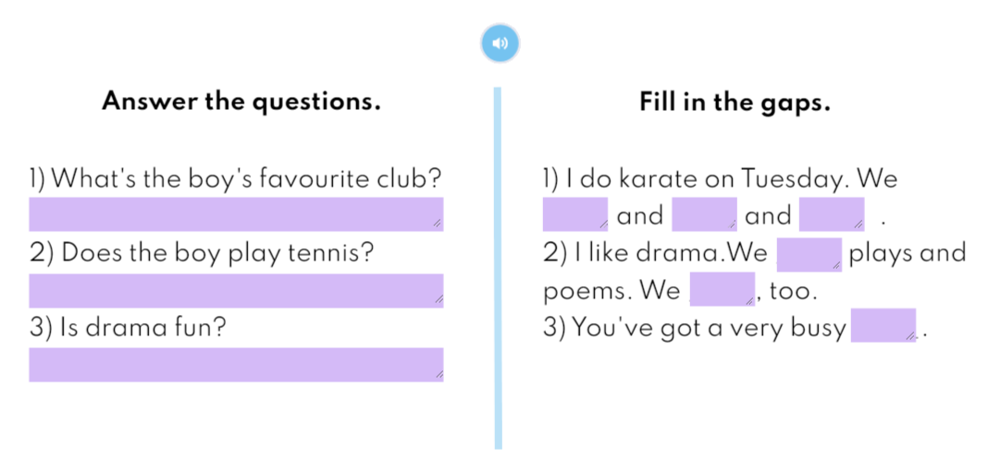 Answer the questions.
1) What's the boy's favourite club?
2) Does the boy play tennis?
3) Is drama fun?
Fill in the gaps.
1) I do karate on Tuesday. We
and and .
2) I like drama.We plays and
poems. We , too.
3) You've got a very busy .